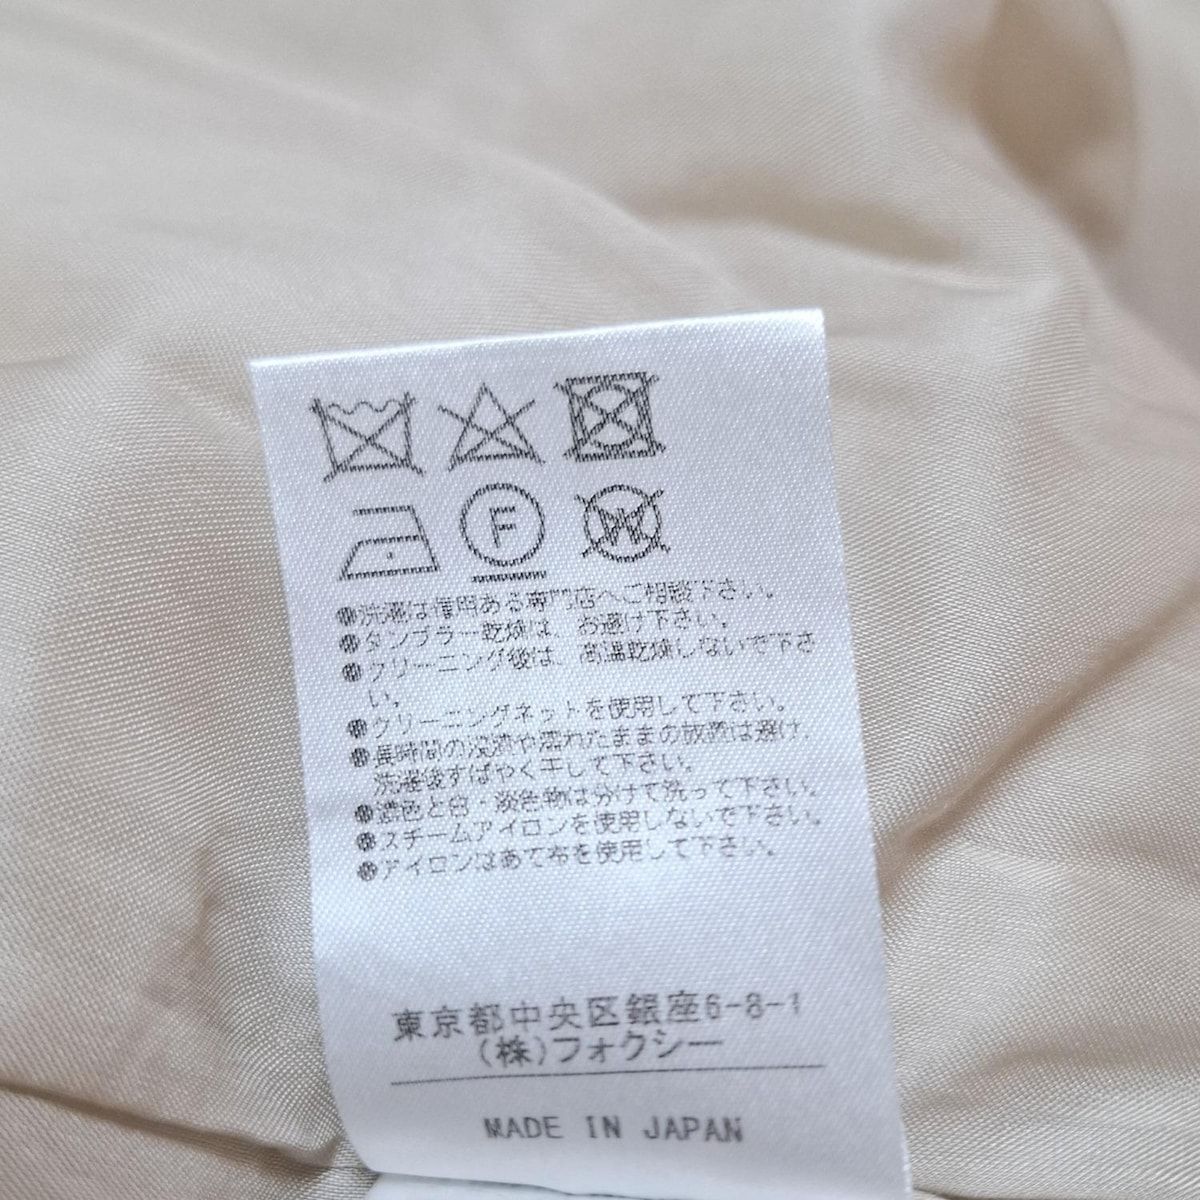 F
W
●洗濯は信用ある専門店へご相談下さい。
●タンブラー乾燥は、お避け下さい。
●クリーニング後は、高温乾燥しないで下さ
い。
●クリーニングネットを使用して下さい。
●長時間の浸漬や濡れたままの放置は避け、
洗濯後すばやく干して下さい。
●濃色と白・淡色物は分けて洗って下さい。
●スチームアイロンを使用しないで下さい。
●アイロンはあて布を使用して下さい。
東京都中央区銀座6-8-1
(株)フォクシー
MADE IN JAPAN